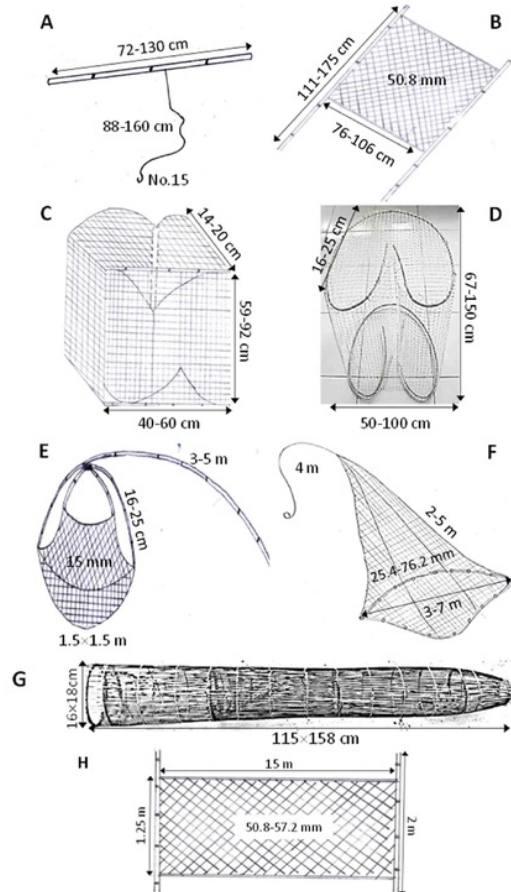 A
72-130 cm
88-160 cm
No.15
B
111-175 cm
50.8 mm
76-106 cm
C
14-20 cm
59-92 cm
40-60 cm
D
16-25 cm
67-150 cm
50-100 cm
E
3-5 m
16-25 cm
15 mm
1.5×1.5 m
F
4 m
2-5 m
25.4-76.2 mm
3-7 m
G
16×18cm
115×158 cm
H
15 m
1.25 m
50.8-57.2 mm
2 m